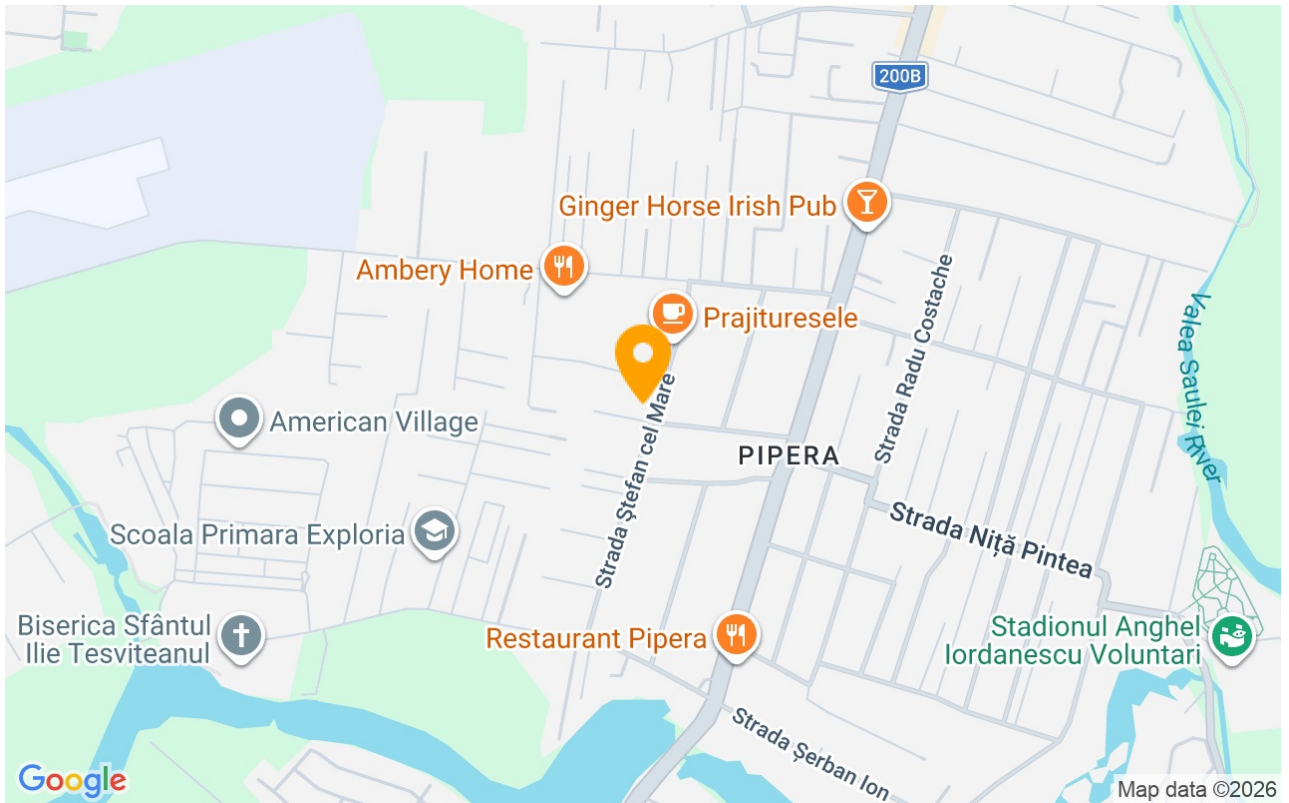 200B
Ginger Horse Irish Pub
Ambery Home
Prajituresele
Strada Radu Costache
Valea Saulei River
Strada Ștefan cel Mare
American Village
PIPERA
Scoala Primara Exploria
Strada Niță Pintea
Biserica Sfântul
Ilie Tesviteanul
Restaurant Pipera
Stadionul Anghel
Iordanescu Voluntari
Strada Șerban Ion
Google
Map data ©2026